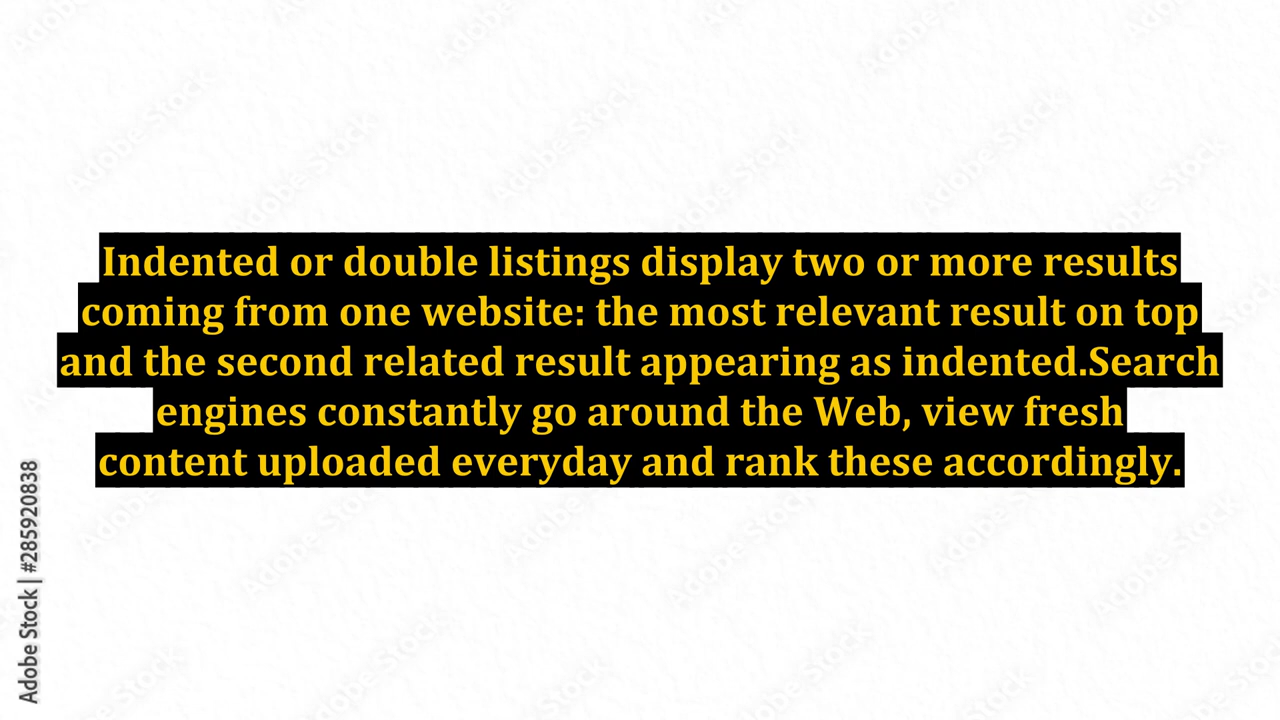 Indented or double listings display two or more results
coming from one website: the most relevant result on top
and the second related result appearing as indented.Search
engines constantly go around the Web, view fresh
content uploaded everyday and rank these accordingly.
Adobe Stock | #285920838
Adobe Stock